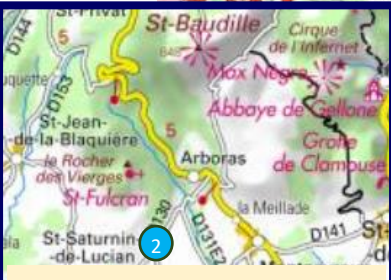 St-Privat
D144
5
St-Baudille
848
Cirque
de l'Infernet
Max Nègre
D153
Abbaye de Gellone
St-Jean-
-de-la-Blaquière
5
Grotte
de Clamouse
le Rocher
des Vierges
Arboras
St-Fulcran
la Meillade
D130
D131E2
D141
St-
St-Saturnin
-de-Lucian
2